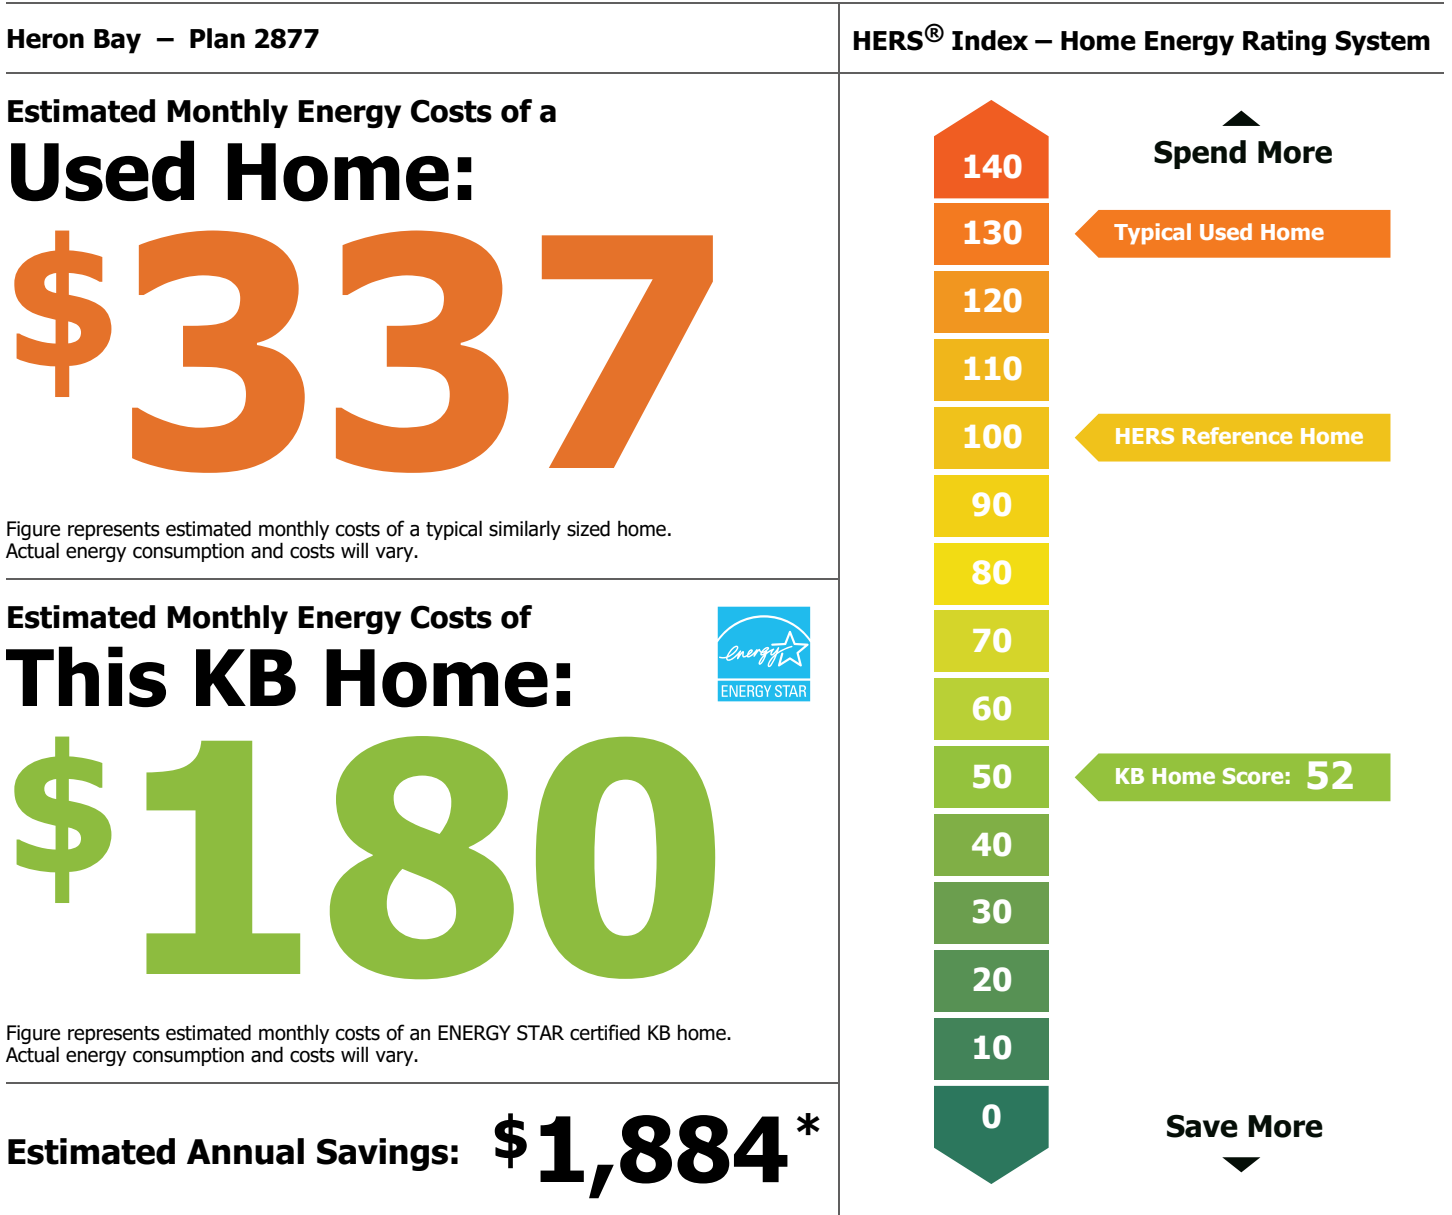 Heron Bay – Plan 2877
Estimated Monthly Energy Costs of a
Used Home:
$337
Figure represents estimated monthly costs of a typical similarly sized home.
Actual energy consumption and costs will vary.
Estimated Monthly Energy Costs of
This KB Home:
energy
ENERGY STAR
$180
Figure represents estimated monthly costs of an ENERGY STAR certified KB home.
Actual energy consumption and costs will vary.
Estimated Annual Savings: $1,884*
HERS® Index – Home Energy Rating System
Spend More
140
130 Typical Used Home
120
110
100 HERS Reference Home
90
80
70
60
50 KB Home Score: 52
40
30
20
10
0
Save More